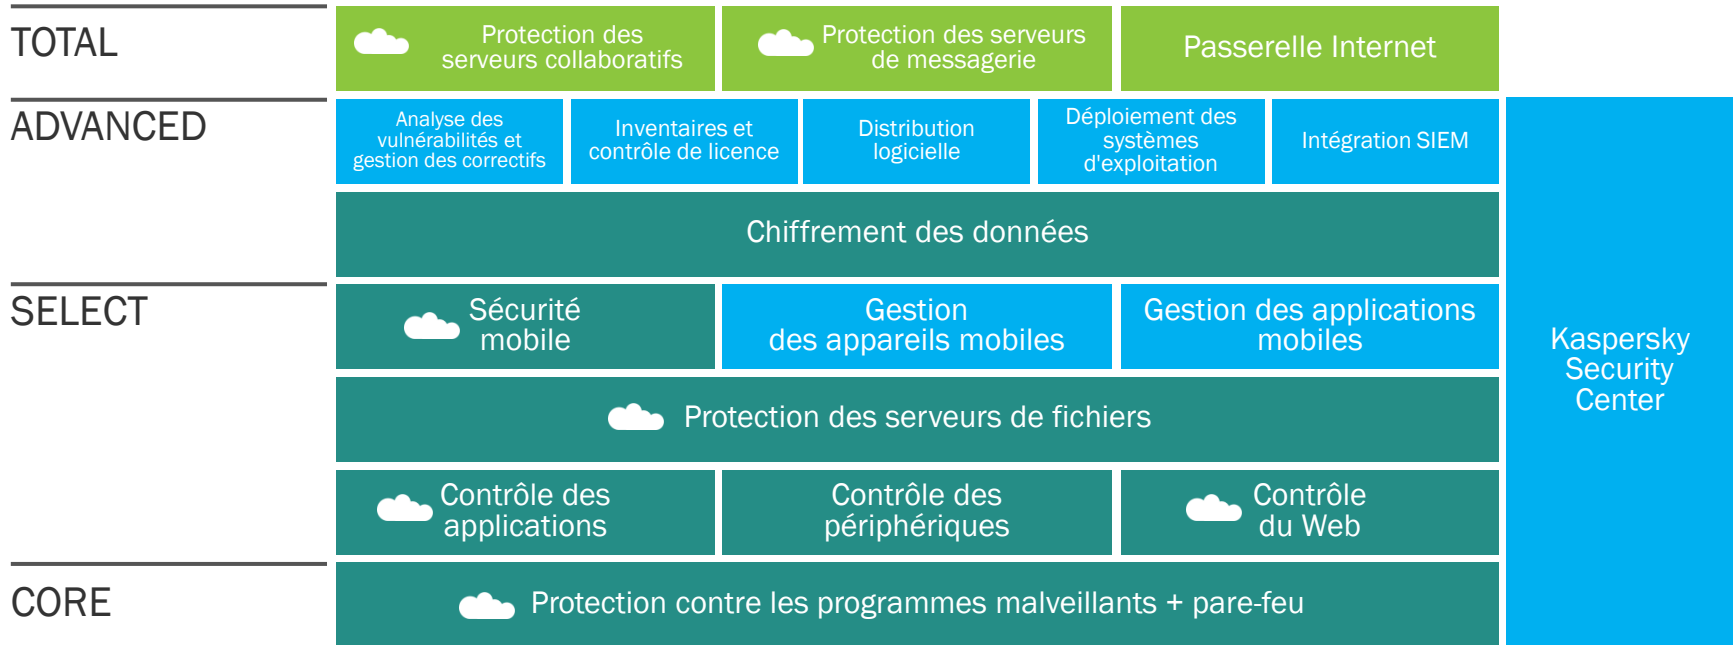 TOTAL
Protection des
serveurs collaboratifs
Protection des serveurs
de messagerie
Passerelle Internet
ADVANCED
Analyse des
vulnérabilités et
gestion des correctifs
Inventaires et
contrôle de licence
Distribution
logicielle
Déploiement des
systèmes
d'exploitation
Intégration SIEM
Chiffrement des données
SELECT
Sécurité
mobile
Gestion
des appareils mobiles
Gestion des applications
mobiles
Protection des serveurs de fichiers
Contrôle des
applications
Contrôle des
périphériques
Contrôle
du Web
CORE
Protection contre les programmes malveillants + pare-feu
Kaspersky
Security
Center